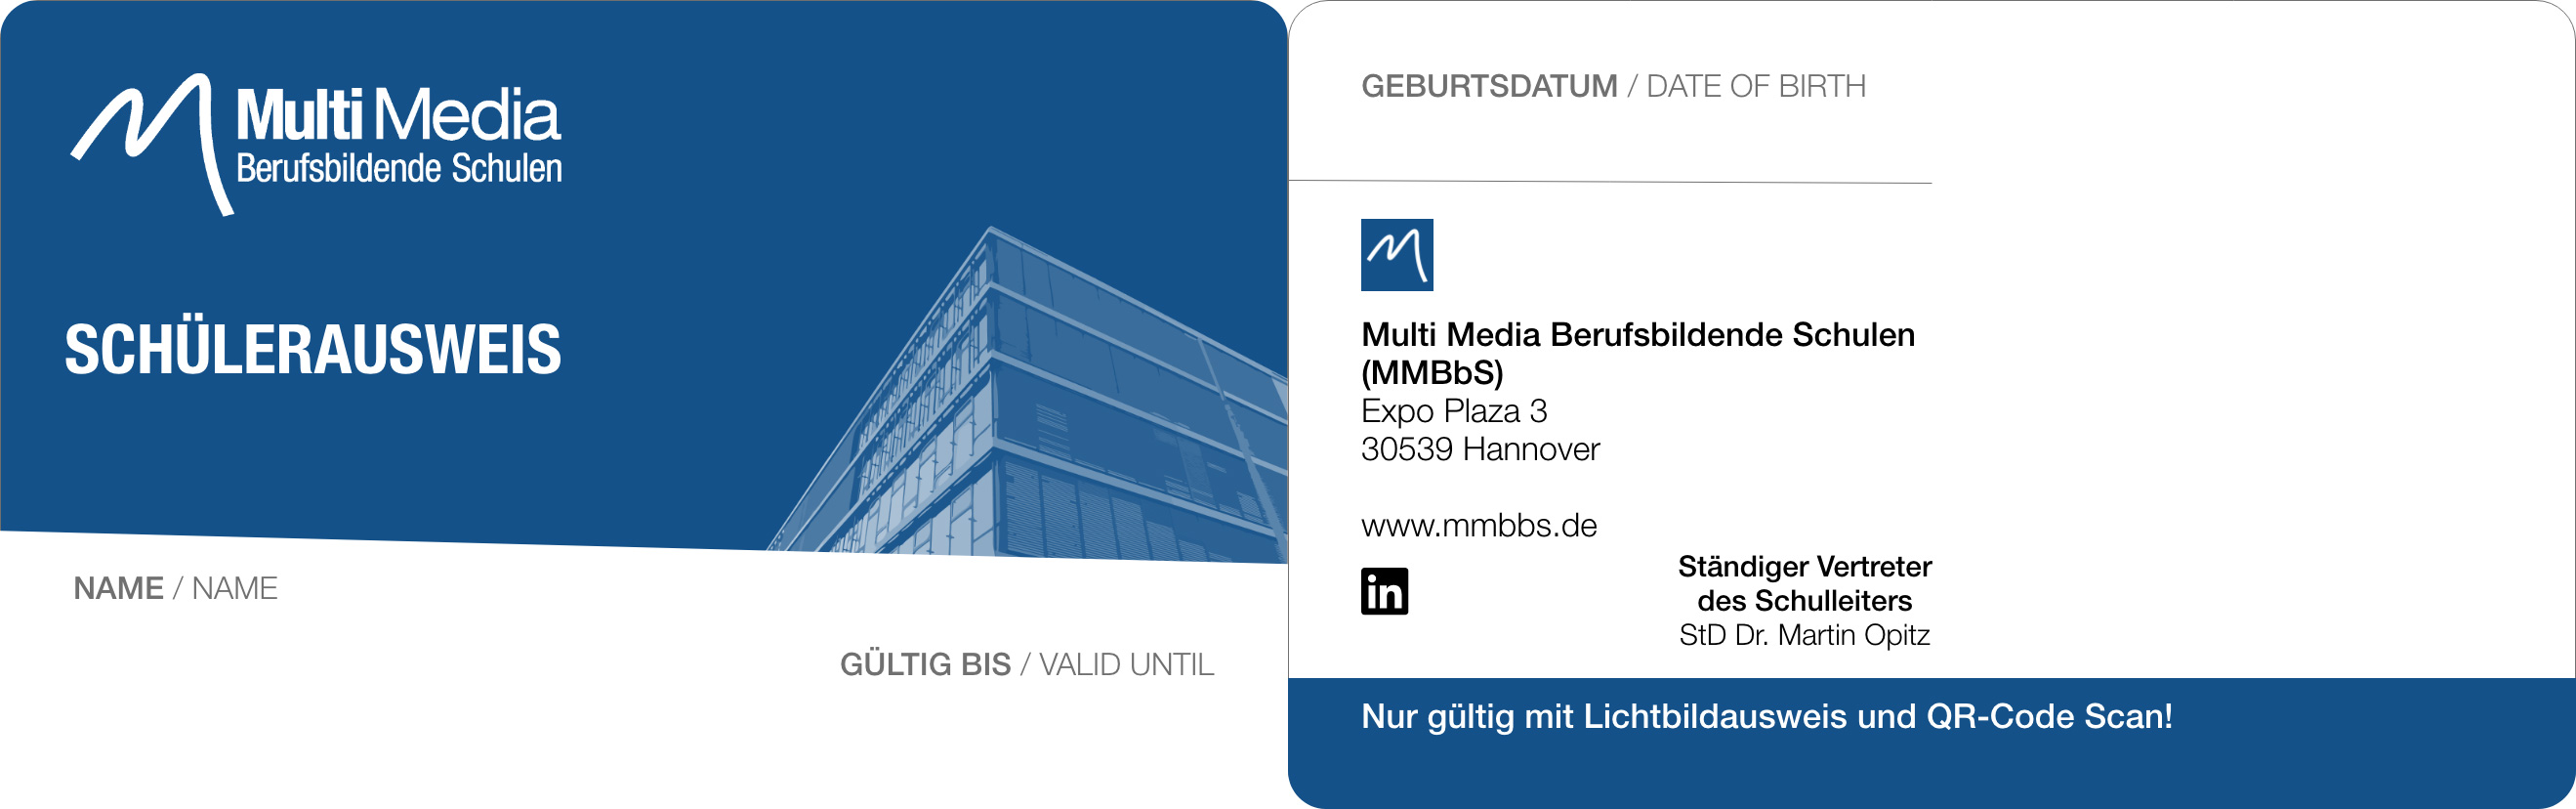 Multi Media
Berufsbildende Schulen
SCHÜLERAUSWEIS
NAME / NAME
GÜLTIG BIS / VALID UNTIL
GEBURTSDATUM / DATE OF BIRTH
Multi Media Berufsbildende Schulen
(MMBbS)
Expo Plaza 3
30539 Hannover
www.mmbbs.de
in
Ständiger Vertreter
des Schulleiters
StD Dr. Martin Opitz
Nur gültig mit Lichtbildausweis und QR-Code Scan!